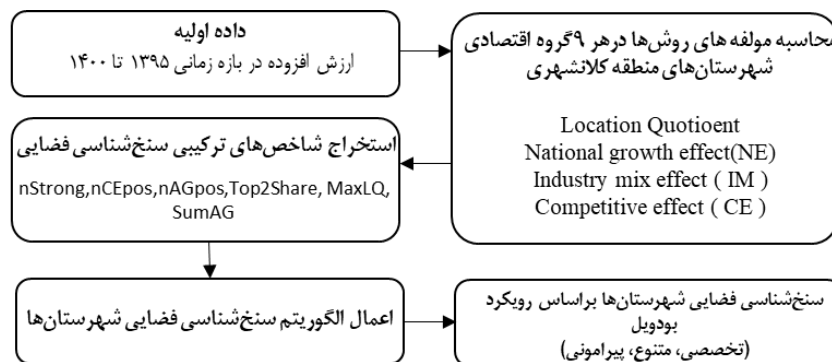 داده اولیه
ارزش افزوده در بازه زمانی ۱۳۹۵ تا ۱۴۰۰
محاسبه مولفه های روش‌ها درهر ۹گروه اقتصادی
شهرستان‌های منطقه کلانشهری
Location Quotioent
National growth effect(NE)
Industry mix effect ( IM )
Competitive effect ( CE )
استخراج شاخص‌های ترکیبی سنخ‌شناسی فضایی
nStrong,nCEpos,nAGpos,Top2Share, MaxLQ,
SumAG
اعمال الگوریتم سنخ‌شناسی فضایی شهرستان‌ها
سنخ‌شناسی فضایی شهرستان‌ها براساس رویکرد
بودویل
(تخصصی، متنوع، پیرامونی)